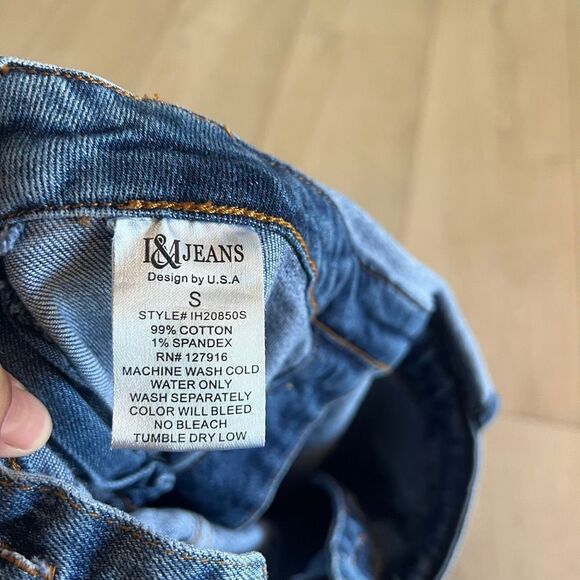 I&M JEANS
Design by U.S.A
S
STYLE# IH20850S
99% COTTON
1% SPANDEX
RN# 127916
MACHINE WASH COLD
WATER ONLY
WASH SEPARATELY
COLOR WILL BLEED
NO BLEACH
TUMBLE DRY LOW